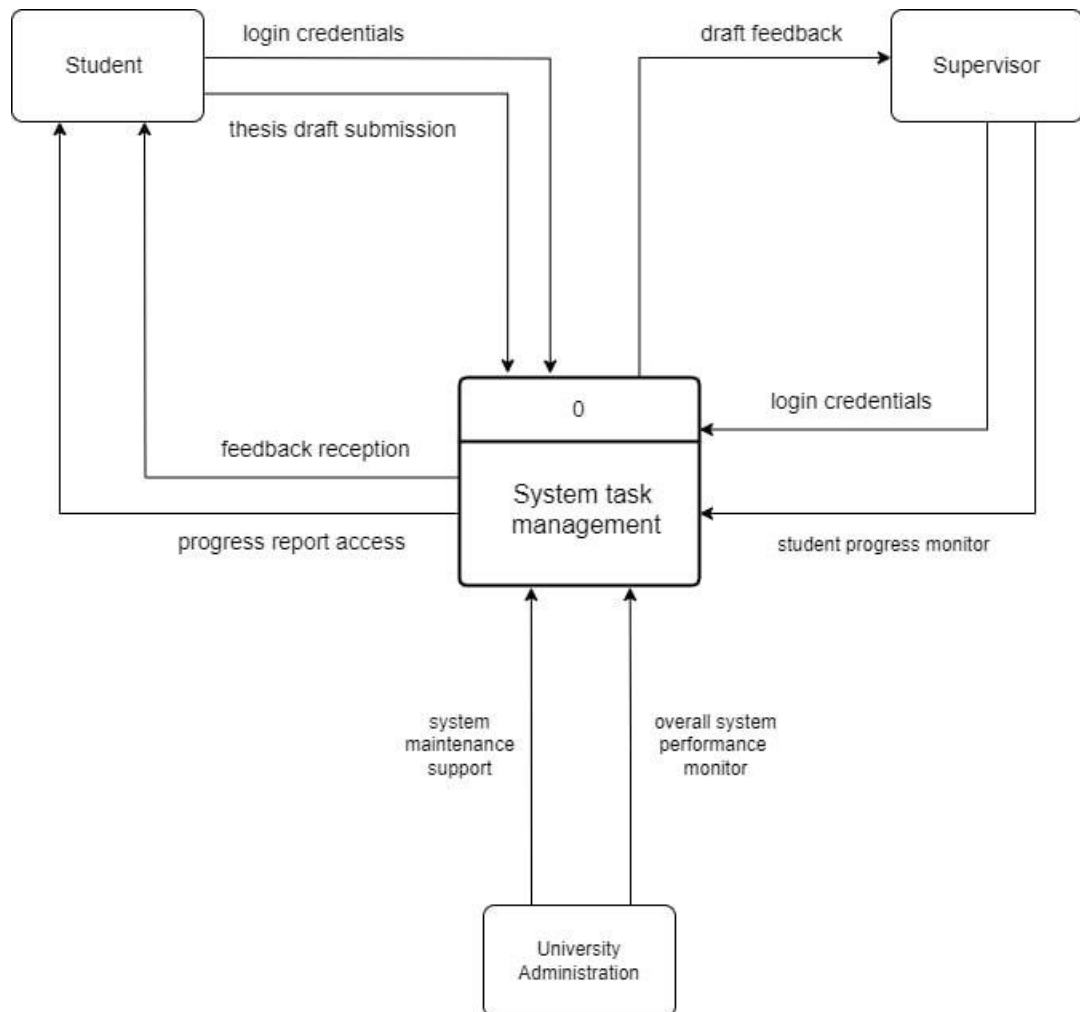 login credentials
draft feedback
Student
Supervisor
thesis draft submission
0
login credentials
feedback reception
System task
management
progress report access
student progress monitor
system
maintenance
support
overall system
performance
monitor
University
Administration